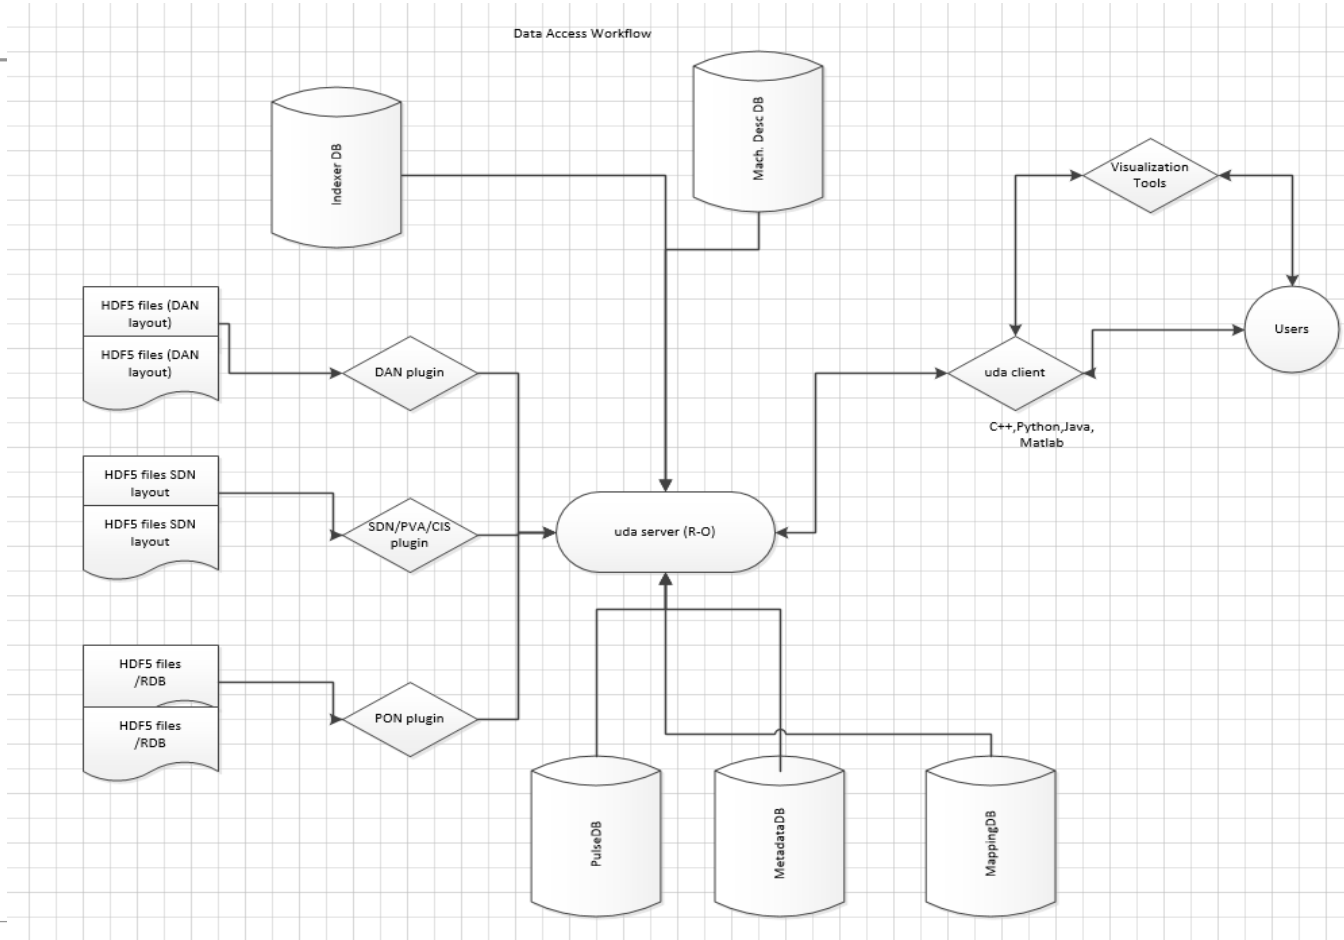 Data Access Workflow
Indexer DB
Mach. Desc DB
Visualization
Tools
HDF5 files (DAN
layout)
HDF5 files (DAN
layout)
DAN plugin
uda client
Users
C++,Python,Java,
Matlab
HDF5 files SDN
layout
HDF5 files SDN
layout
SDN/PVA/CIS
plugin
uda server (R-O)
HDF5 files
/RDB
HDF5 files
/RDB
PON plugin
PulseDB
MetadataDB
MappingDB